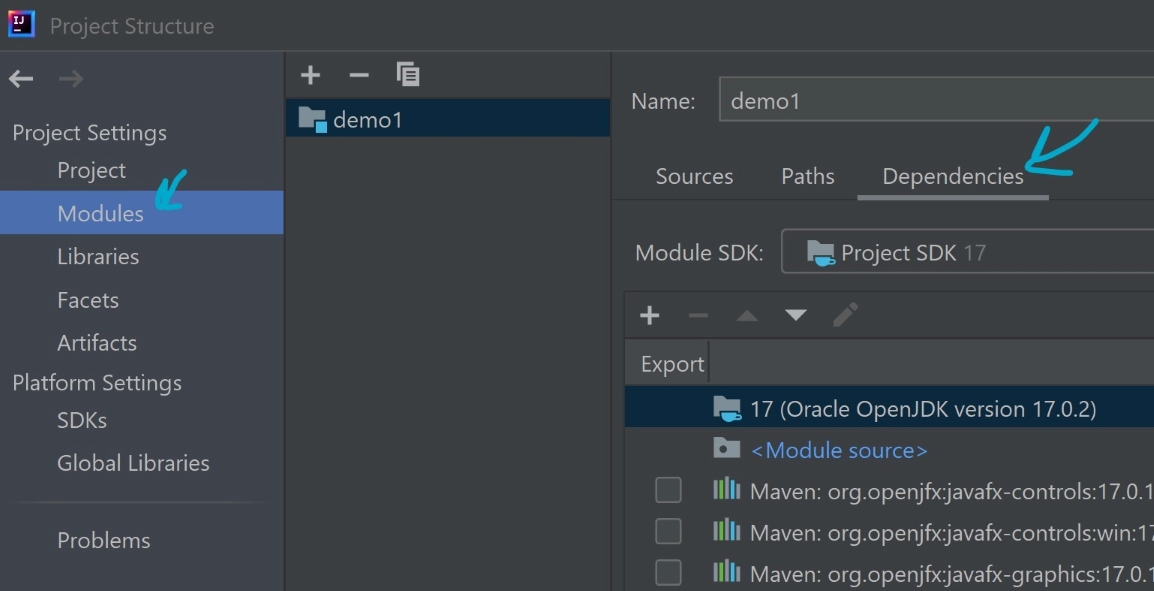 IJ
Project Structure
Project Settings
Project
Modules
Libraries
Facets
Artifacts
Platform Settings
SDKs
Global Libraries
Problems
demo1
Name: demo1
Sources Paths Dependencies
Module SDK: Project SDK 17
Export
17 (Oracle OpenJDK version 17.0.2)
<Module source>
Maven: org.openjfx:javafx-controls:17.0.1
Maven: org.openjfx:javafx-controls:win:17
Maven: org.openjfx:javafx-graphics:17.0.1